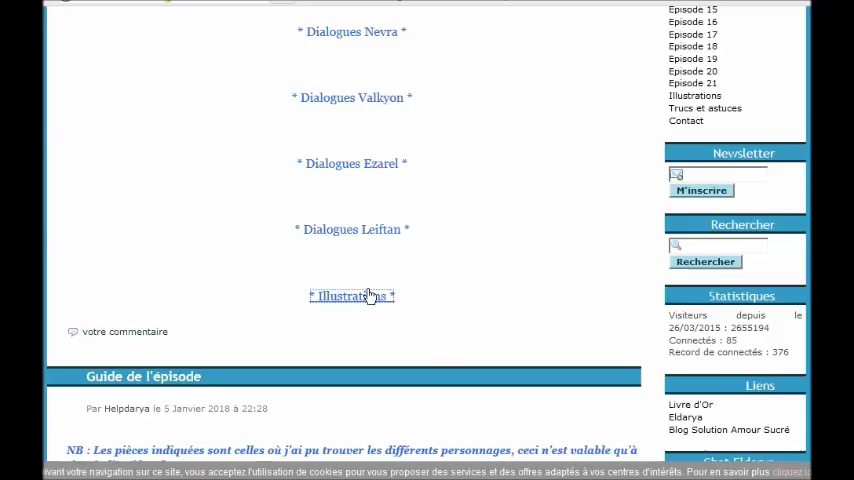 * Dialogues Nevra *
* Dialogues Valkyon *
* Dialogues Ezarel *
* Dialogues Leiftan *
* Illustrations *
votre commentaire
Guide de l'épisode
Par Helpdarya le 5 Janvier 2018 à 22:28
NB : Les pièces indiquées sont celles où j'ai pu trouver les différents personnages, ceci n'est valable qu'à
Episode 15
Episode 16
Episode 17
Episode 18
Episode 19
Episode 20
Episode 21
Illustrations
Trucs et astuces
Contact
Newsletter
M'inscrire
Rechercher
Rechercher
Statistiques
Visiteurs depuis le
26/03/2015 : 2655194
Connectés : 85
Record de connectés : 376
Liens
Livre d'Or
Eldarya
Blog Solution Amour Sucré
Chat Eldarya
ivant votre navigation sur ce site, vous acceptez l'utilisation de cookies pour vous proposer des services et des offres adaptés à vos centres d'intérêts. Pour en savoir plus cliquez ic